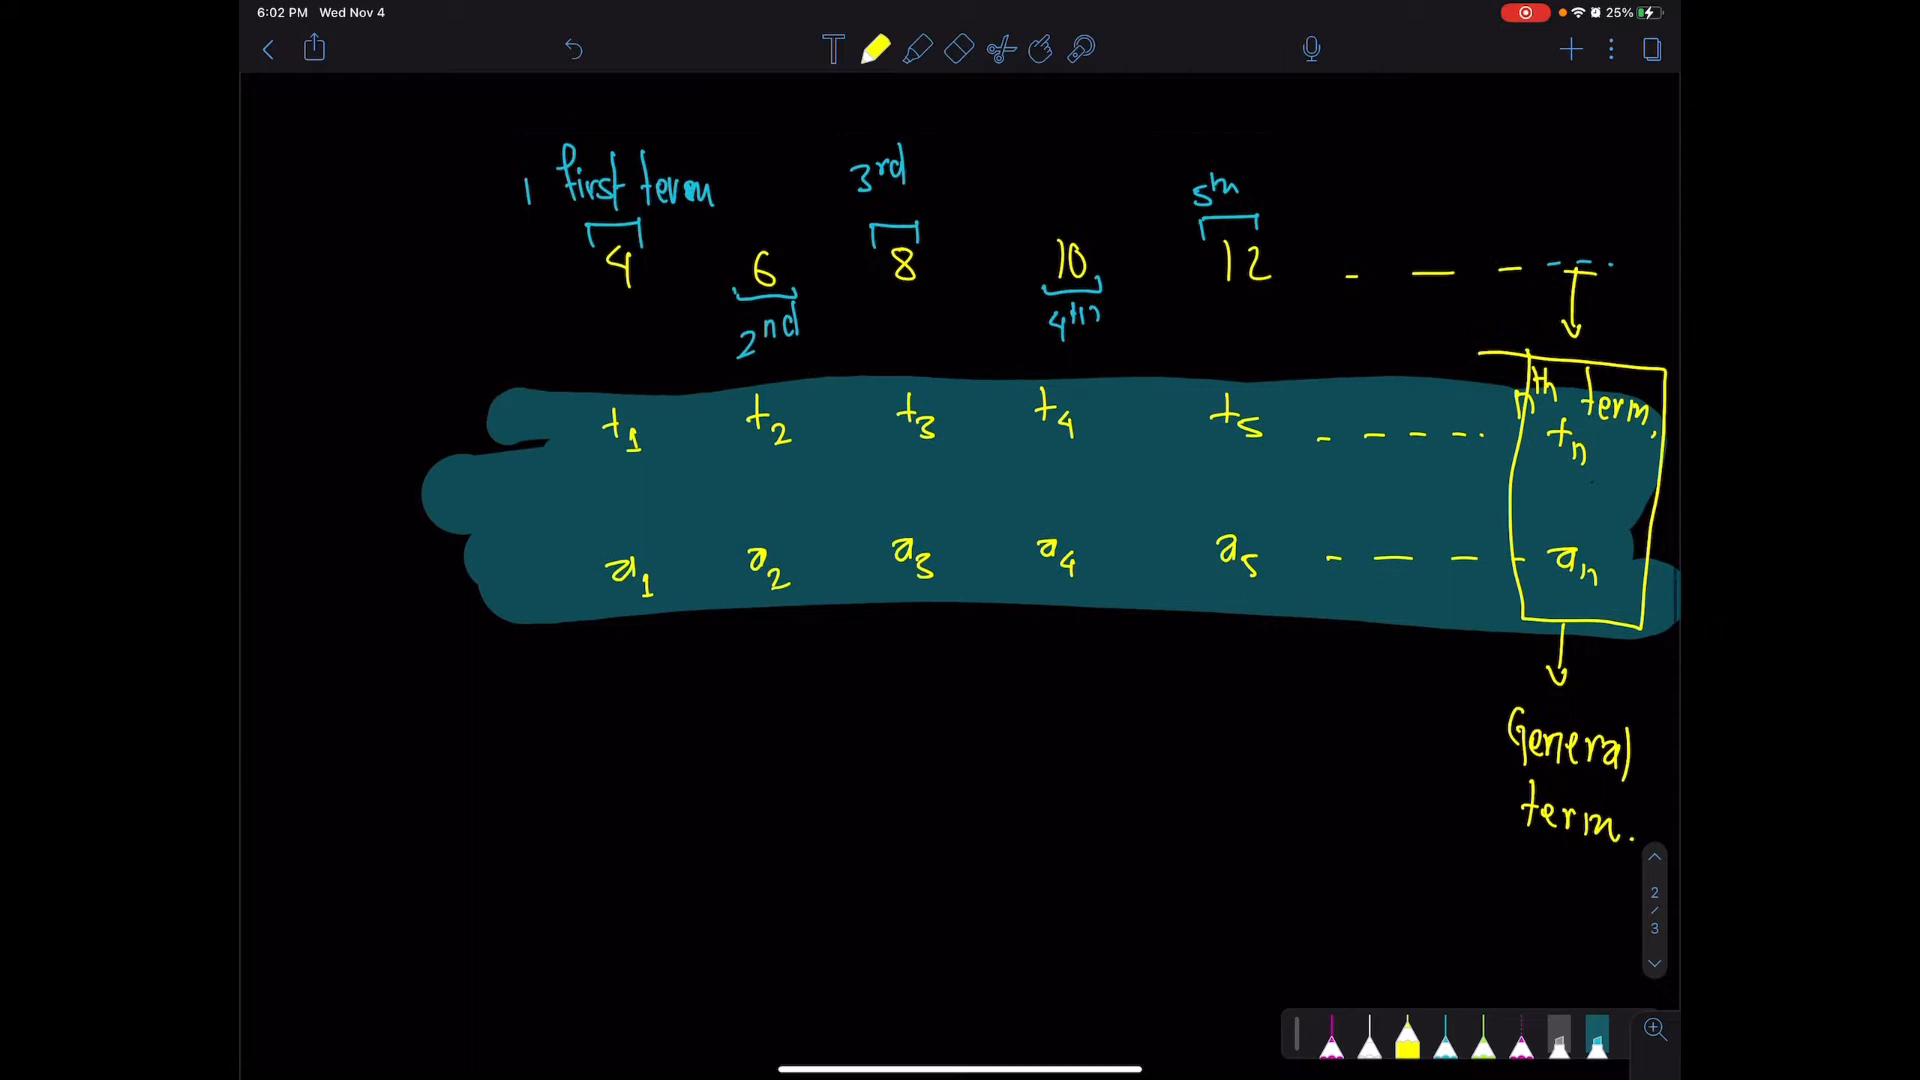 6:02 PM Wed Nov 4
25%
T
1 first term 3rd 5th
4 6 8 10 12 - - - - - .
2nd 4th
nth term.
t1 t2 t3 t4 t5 - - - - . tn
a1 a2 a3 a4 a5 - - - - an
General
term.
2
/
3